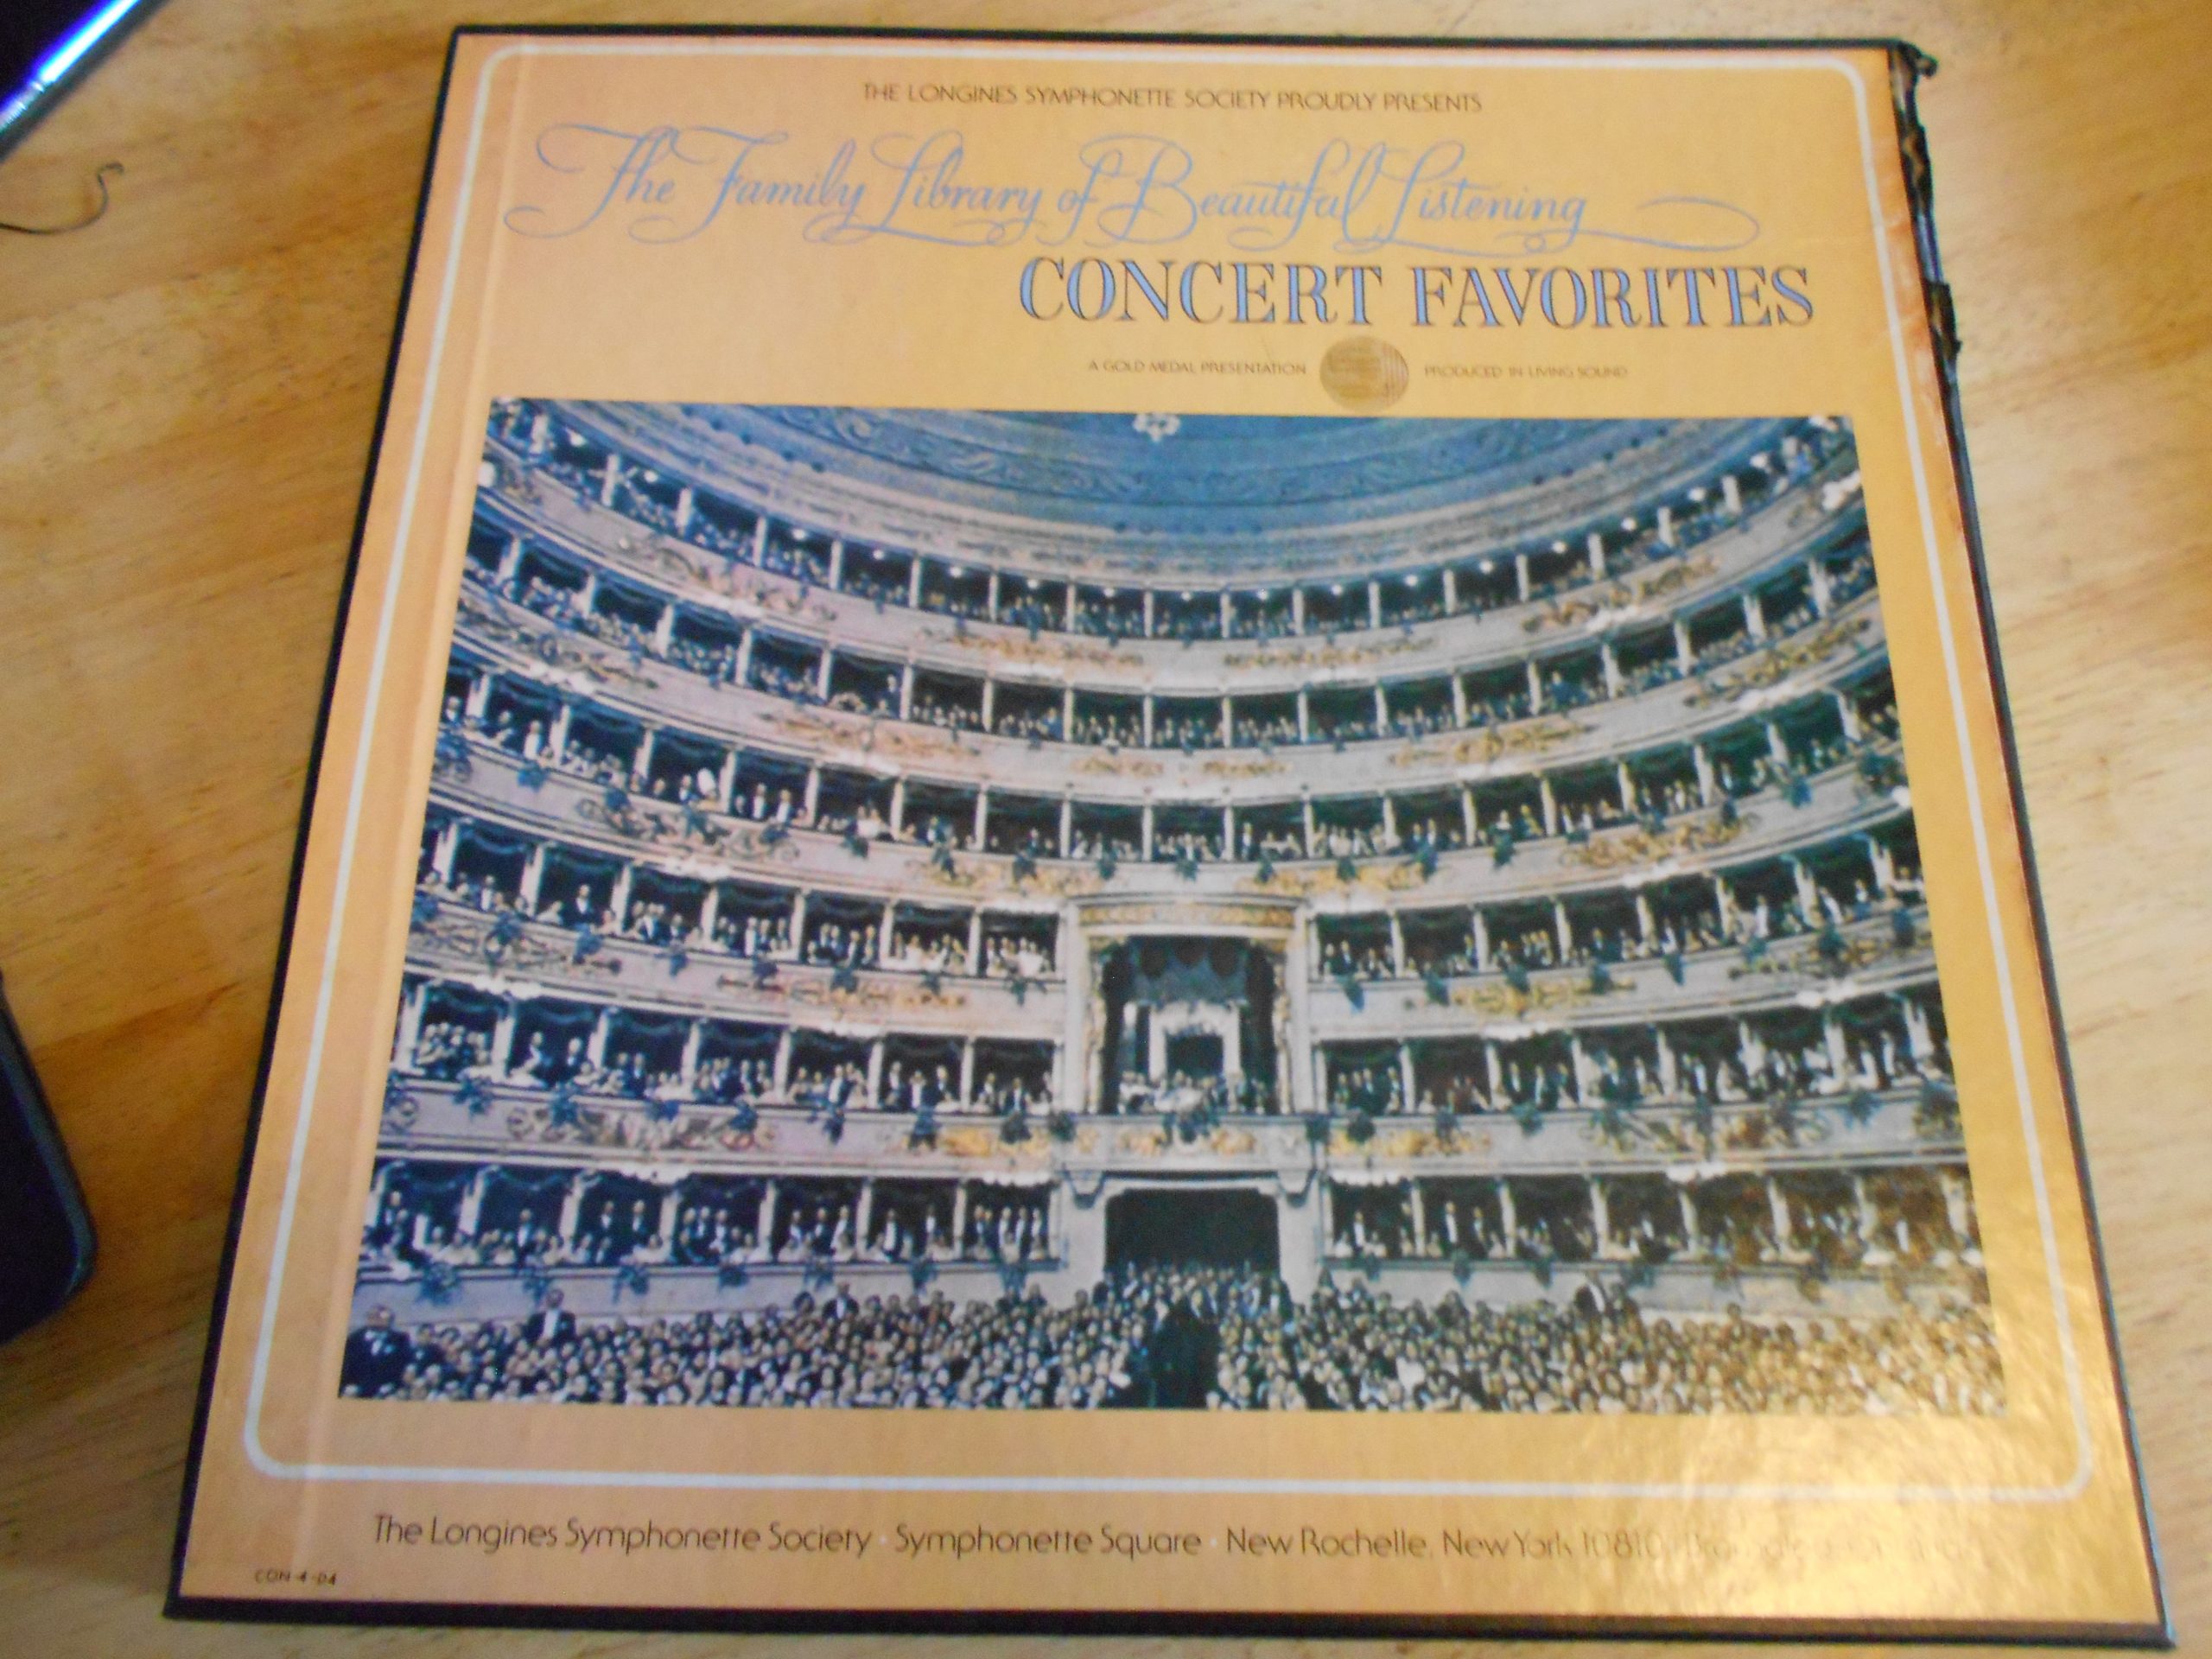 THE LONGINES SYMPHONETTE SOCIETY PROUDLY PRESENTS
The Family Library of Beautiful Listening
CONCERT FAVORITES
A GOLD MEDAL PRESENTATION PRODUCED IN LIVING SOUND
The Longines Symphonette Society · Symphonette Square · New Rochelle, New York 10810
CON-4-D4